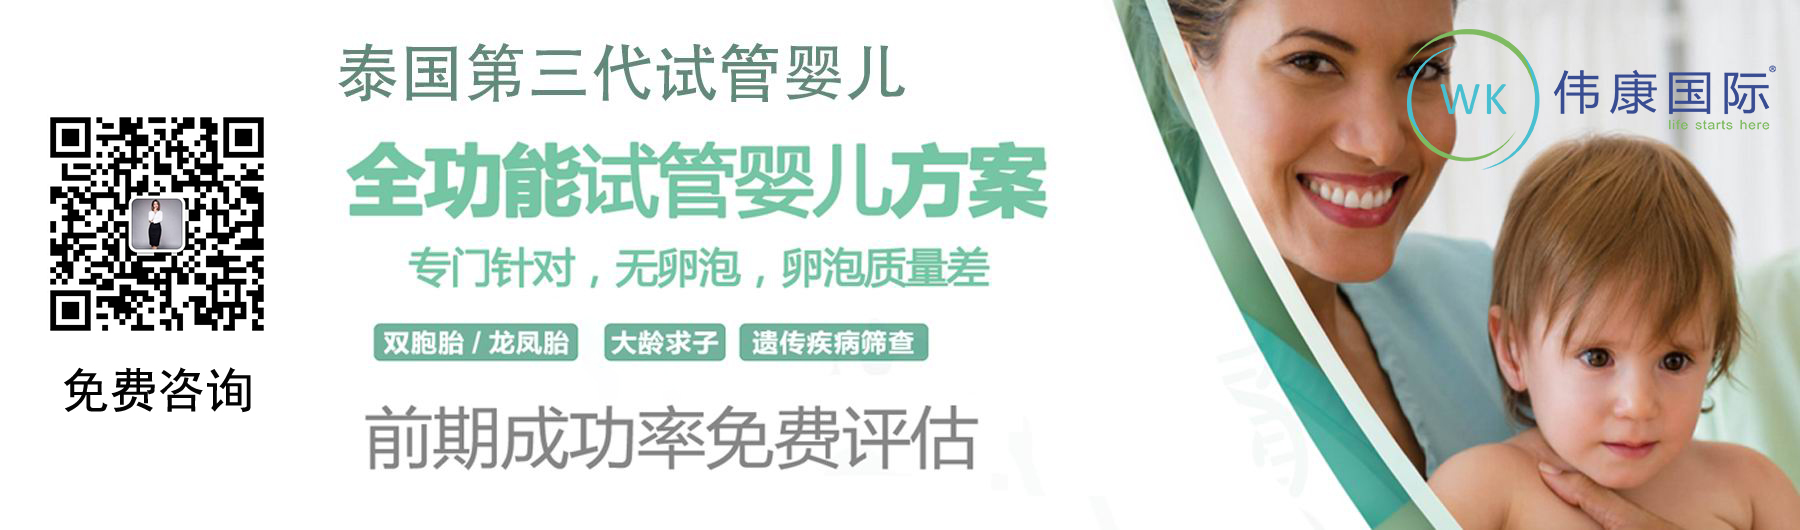 泰国第三代试管婴儿
全功能试管婴儿方案
专门针对，无卵泡，卵泡质量差
双胞胎 / 龙凤胎 大龄求子 遗传疾病筛查
前期成功率免费评估
免费咨询
WK 伟康国际®
life starts here